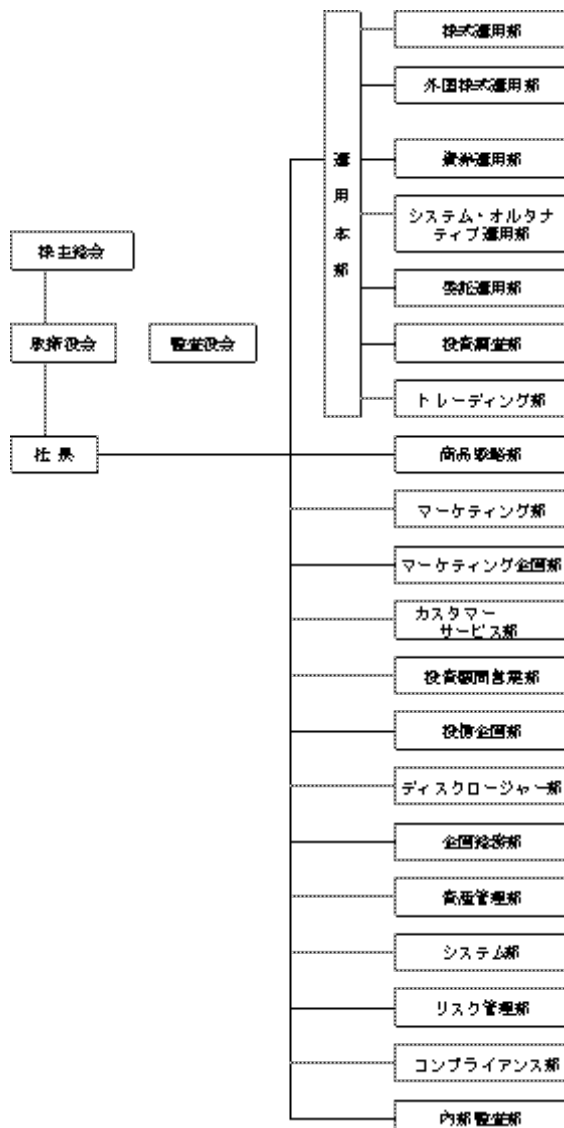 株式運用部
外国株式運用部
運用本部
債券運用部
システム・オルタナ
ティブ運用部
株主総会
委託運用部
取締役会
監査役会
投資調査部
トレーディング部
社長
商品戦略部
マーケティング部
マーケティング企画部
カスタマー
サービス部
投資顧問営業部
投信企画部
ディスクロージャー部
企画総務部
資産管理部
システム部
リスク管理部
コンプライアンス部
内部監査部